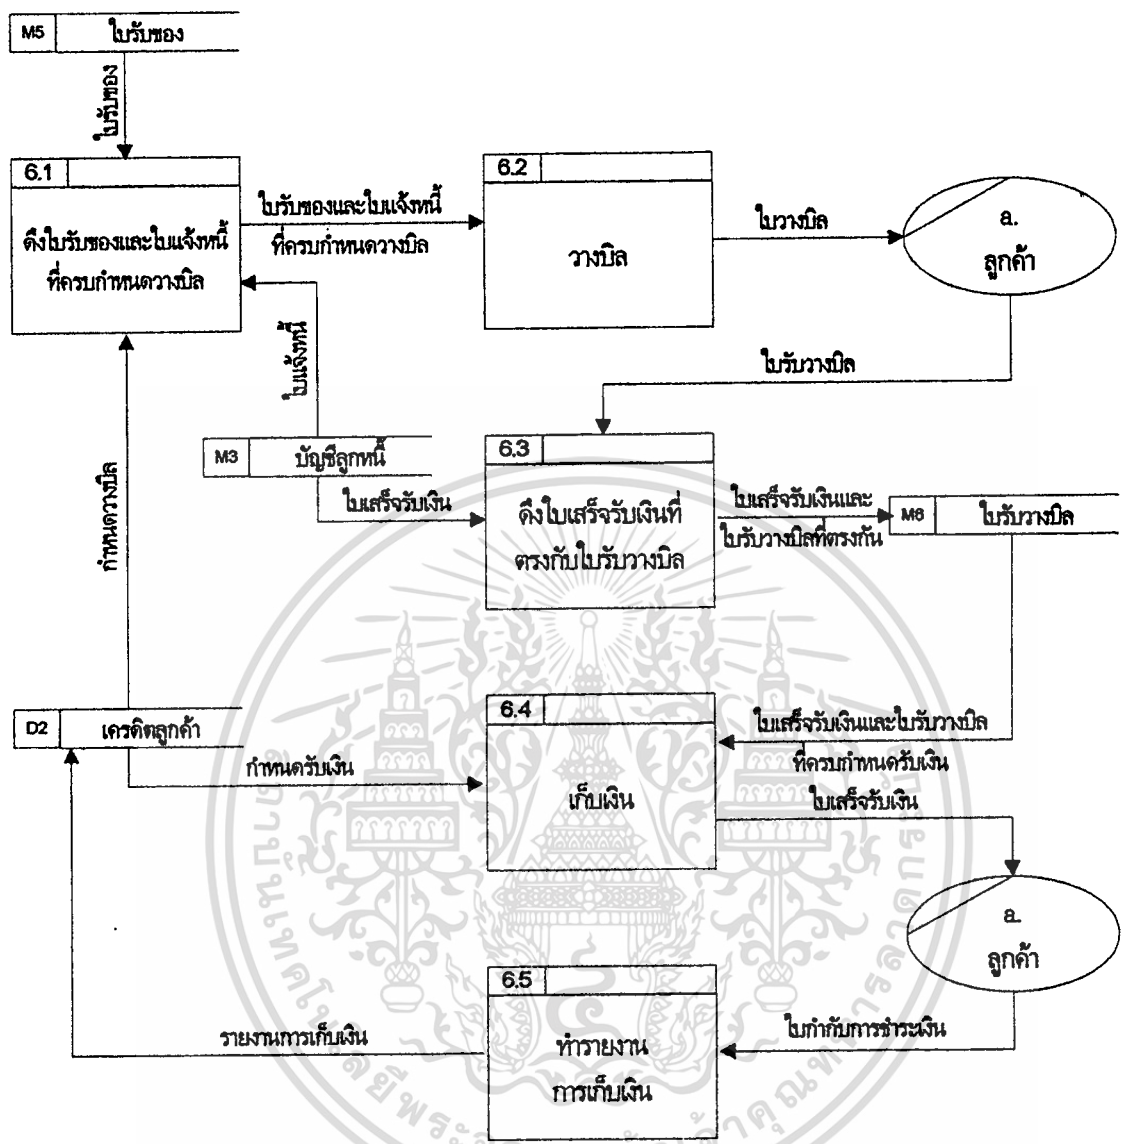 M5 ใบรับของ
ใบรับของ
6.1
ดึงใบรับของและใบแจ้งหนี้
ที่ครบกำหนดวางบิล
ใบรับของและใบแจ้งหนี้
ที่ครบกำหนดวางบิล
6.2
วางบิล
ใบวางบิล
a.
ลูกค้า
ใบแจ้งหนี้
ใบรับวางบิล
กำหนดวางบิล
M3 บัญชีลูกหนี้
ใบเสร็จรับเงิน
6.3
ดึงใบเสร็จรับเงินที่
ตรงกับใบรับวางบิล
ใบเสร็จรับเงินและ
ใบรับวางบิลที่ตรงกัน
M6 ใบรับวางบิล
D2 เครดิตลูกค้า
กำหนดรับเงิน
6.4
เก็บเงิน
ใบเสร็จรับเงินและใบรับวางบิล
ที่ครบกำหนดรับเงิน
ใบเสร็จรับเงิน
a.
ลูกค้า
6.5
ทำรายงาน
การเก็บเงิน
ใบกำกับการชำระเงิน
รายงานการเก็บเงิน